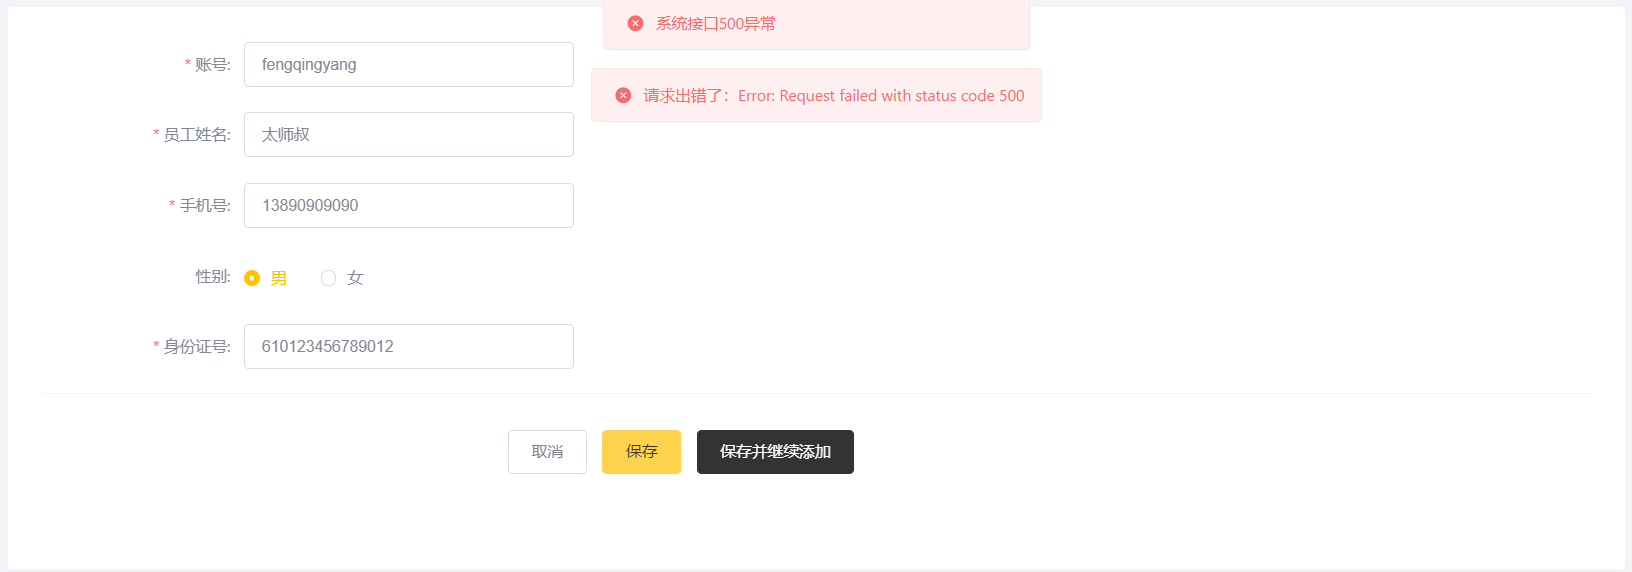 系统接口500异常
* 账号: fengqingyang
请求出错了：Error: Request failed with status code 500
* 员工姓名: 太师叔
* 手机号: 13890909090
性别: 男 女
* 身份证号: 610123456789012
取消 保存 保存并继续添加